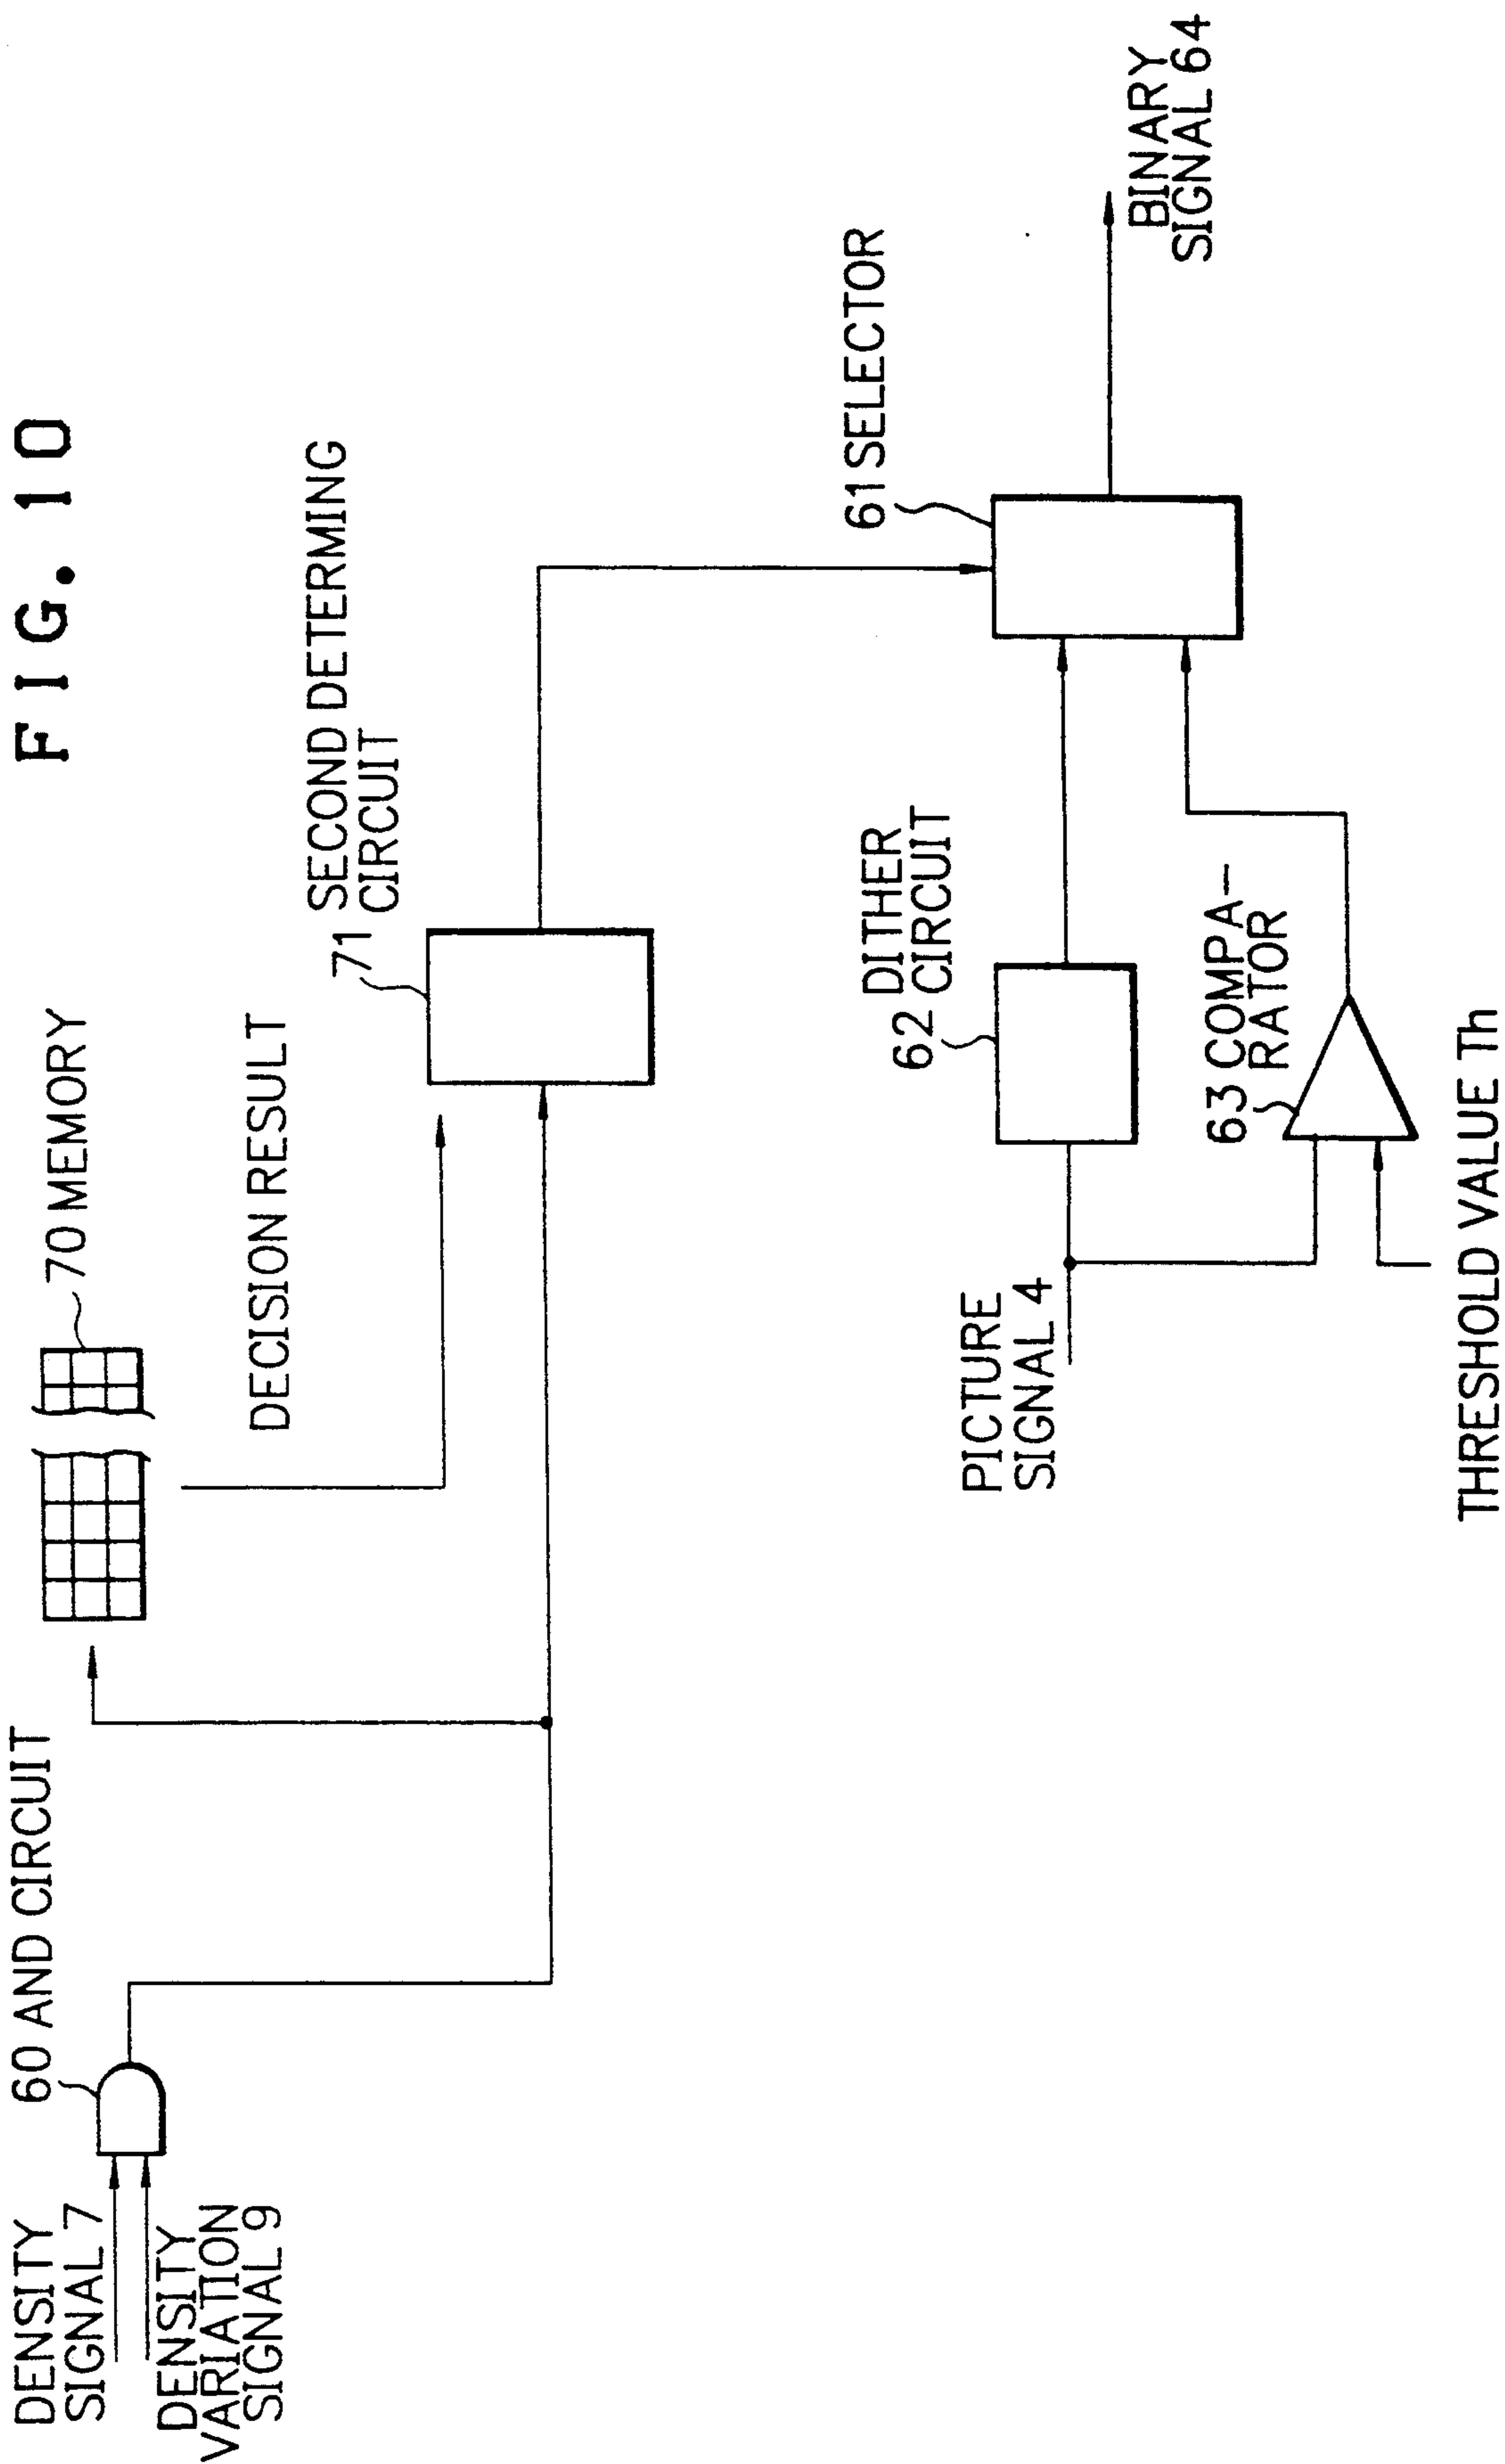 FIG. 10
DENSITY
SIGNAL 7
DENSITY
VARIATION
SIGNAL 9
60 AND CIRCUIT
70 MEMORY
DECISION RESULT
71 SECOND DETERMING
CIRCUIT
61 SELECTOR
BINARY
SIGNAL 64
PICTURE
SIGNAL 4
62 DITHER
CIRCUIT
63 COMPA-
RATOR
THRESHOLD VALUE Th